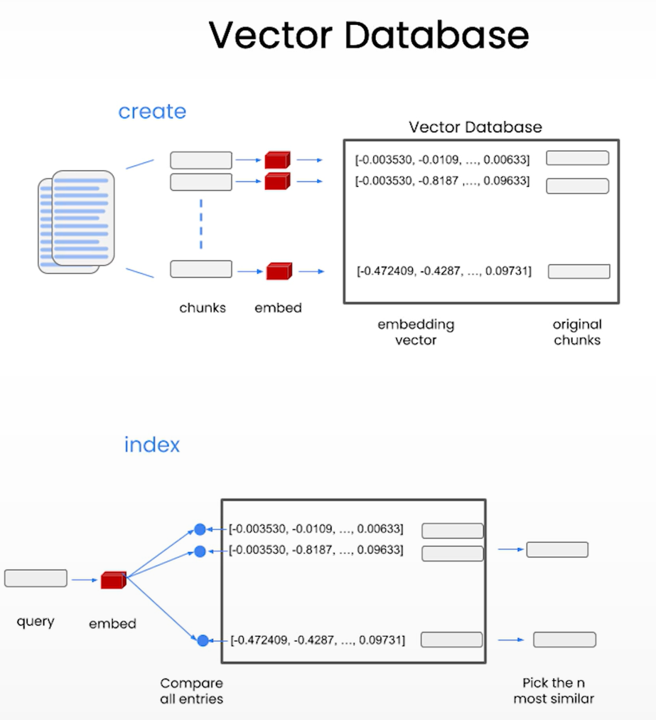 Vector Database
create
Vector Database
[-0.003530, -0.0109, ..., 0.00633]
[-0.003530, -0.8187 ,..., 0.09633]
[-0.472409, -0.4287, ..., 0.09731]
chunks
embed
embedding
vector
original
chunks
index
[-0.003530, -0.0109, ..., 0.00633]
[-0.003530, -0.8187, ..., 0.09633]
[-0.472409, -0.4287, ..., 0.09731]
query
embed
Compare
all entries
Pick the n
most similar